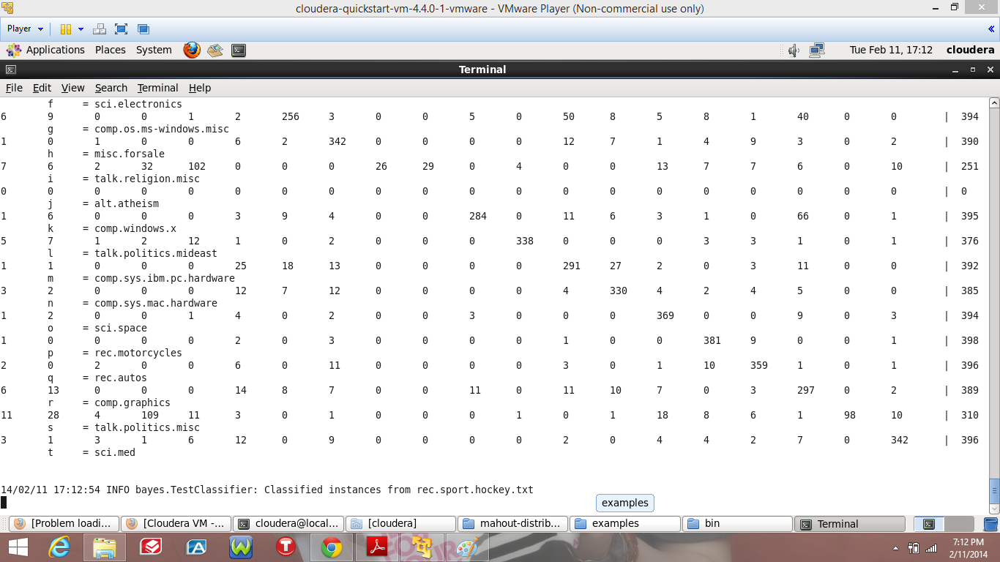 cloudera-quickstart-vm-4.4.0-1-vmware - VMware Player (Non-commercial use only)
Player
Applications Places System Tue Feb 11, 17:12 cloudera
Terminal
File Edit View Search Terminal Help
f = sci.electronics
6 9 0 0 1 2 256 3 0 0 5 0 50 8 5 8 1 40 0 0 | 394
g = comp.os.ms-windows.misc
1 0 1 0 0 6 2 342 0 0 0 0 12 7 1 4 9 3 0 2 | 390
h = misc.forsale
7 6 2 32 102 0 0 0 26 29 0 4 0 0 13 7 7 6 0 10 | 251
i = talk.religion.misc
0 0 0 0 0 0 0 0 0 0 0 0 0 0 0 0 0 0 0 0 | 0
j = alt.atheism
1 6 0 0 0 3 9 4 0 0 284 0 11 6 3 1 0 66 0 1 | 395
k = comp.windows.x
5 7 1 2 12 1 0 2 0 0 0 338 0 0 0 3 3 1 0 1 | 376
l = talk.politics.mideast
1 1 0 0 0 25 18 13 0 0 0 0 291 27 2 0 3 11 0 0 | 392
m = comp.sys.ibm.pc.hardware
3 2 0 0 0 12 7 12 0 0 0 0 4 330 4 2 4 5 0 0 | 385
n = comp.sys.mac.hardware
1 2 0 0 1 4 0 2 0 0 3 0 0 0 369 0 0 9 0 3 | 394
o = sci.space
1 0 0 0 0 2 0 3 0 0 0 0 1 0 0 381 9 0 0 1 | 398
p = rec.motorcycles
2 0 2 0 0 6 0 11 0 0 0 0 3 0 1 10 359 1 0 1 | 396
q = rec.autos
6 13 0 0 0 14 8 7 0 0 11 0 11 10 7 0 3 297 0 2 | 389
r = comp.graphics
11 28 4 109 11 3 0 1 0 0 0 1 0 1 18 8 6 1 98 10 | 310
s = talk.politics.misc
3 1 3 1 6 12 0 9 0 0 0 0 2 0 4 4 2 7 0 342 | 396
t = sci.med
14/02/11 17:12:54 INFO bayes.TestClassifier: Classified instances from rec.sport.hockey.txt
examples
[Problem loadi... [Cloudera VM -... cloudera@local... [cloudera] mahout-distrib... examples bin Terminal
7:12 PM
2/11/2014